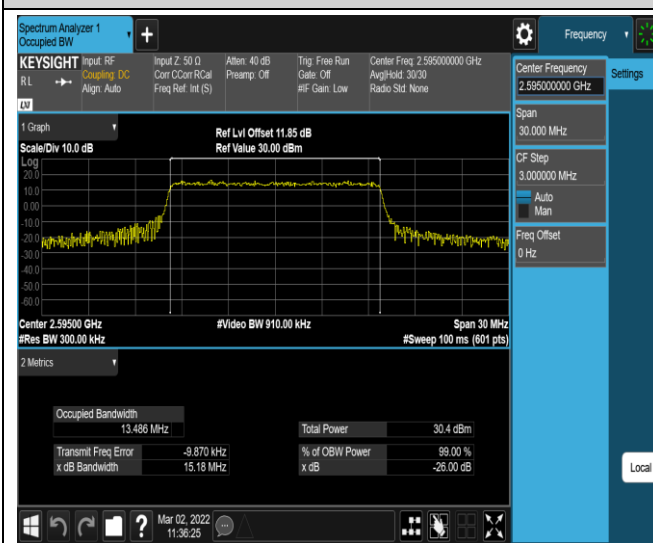 Spectrum Analyzer 1
Occupied BW
Frequency
KEYSIGHT
Input: RF
Coupling: DC
Align: Auto
Input Z: 50 Ω
Corr CCorr RCal
Freq Ref: Int (S)
Atten: 40 dB
Preamp: Off
Trig: Free Run
Gate: Off
#IF Gain: Low
Center Freq: 2.595000000 GHz
Avg|Hold: 30/30
Radio Std: None
RL
LXI
Center Frequency
2.595000000 GHz
Settings
Span
30.000 MHz
CF Step
3.000000 MHz
Auto
Man
Freq Offset
0 Hz
Local
1 Graph
Scale/Div 10.0 dB
Ref Lvl Offset 11.85 dB
Ref Value 30.00 dBm
Log
20.0
10.0
0.00
-10.0
-20.0
-30.0
-40.0
-50.0
-60.0
Center 2.59500 GHz
#Video BW 910.00 kHz
Span 30 MHz
#Res BW 300.00 kHz
#Sweep 100 ms (601 pts)
2 Metrics
Occupied Bandwidth
13.486 MHz
Total Power 30.4 dBm
Transmit Freq Error -9.870 kHz
% of OBW Power 99.00 %
x dB Bandwidth 15.18 MHz
x dB -26.00 dB
Mar 02, 2022
11:36:25